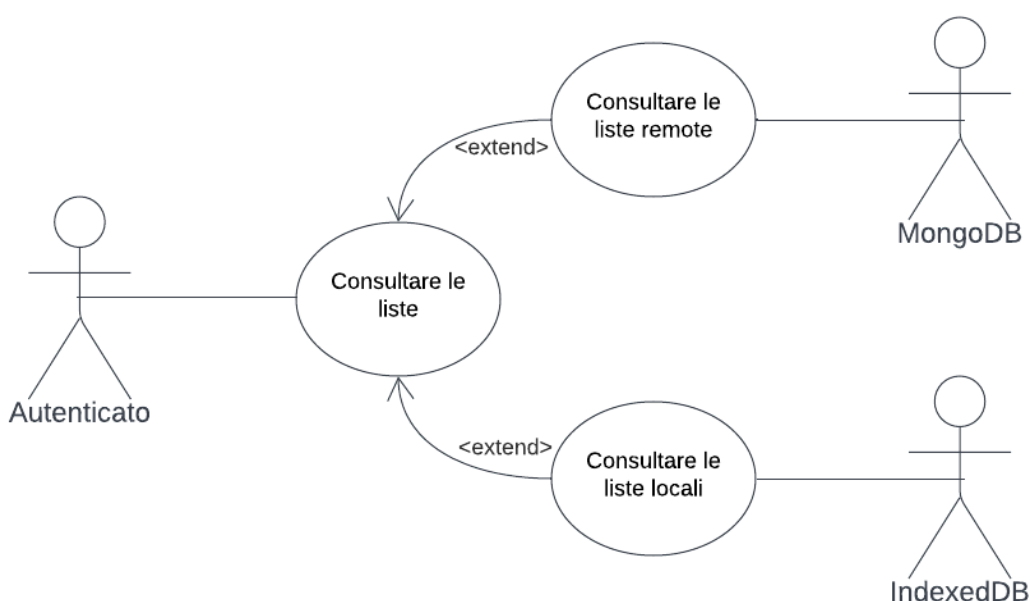 Consultare le
liste remote
<extend>
MongoDB
Consultare le
liste
Autenticato
<extend>
Consultare le
liste locali
IndexedDB